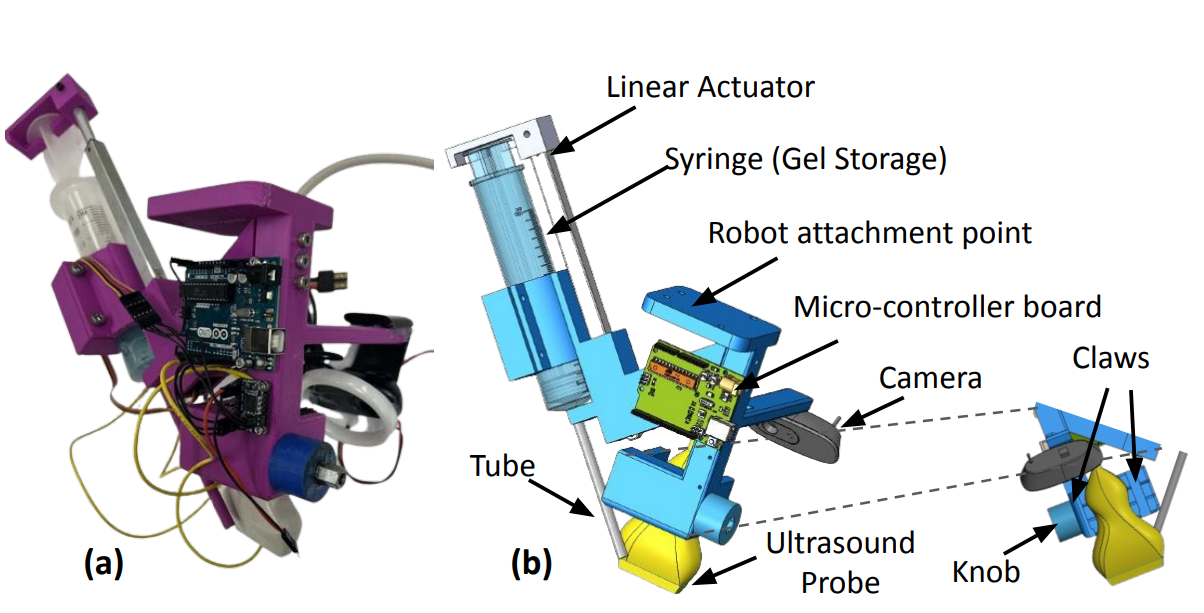 Linear Actuator
Syringe (Gel Storage)
Robot attachment point
Micro-controller board
Claws
Camera
Tube
(a)
(b)
Ultrasound
Probe
Knob